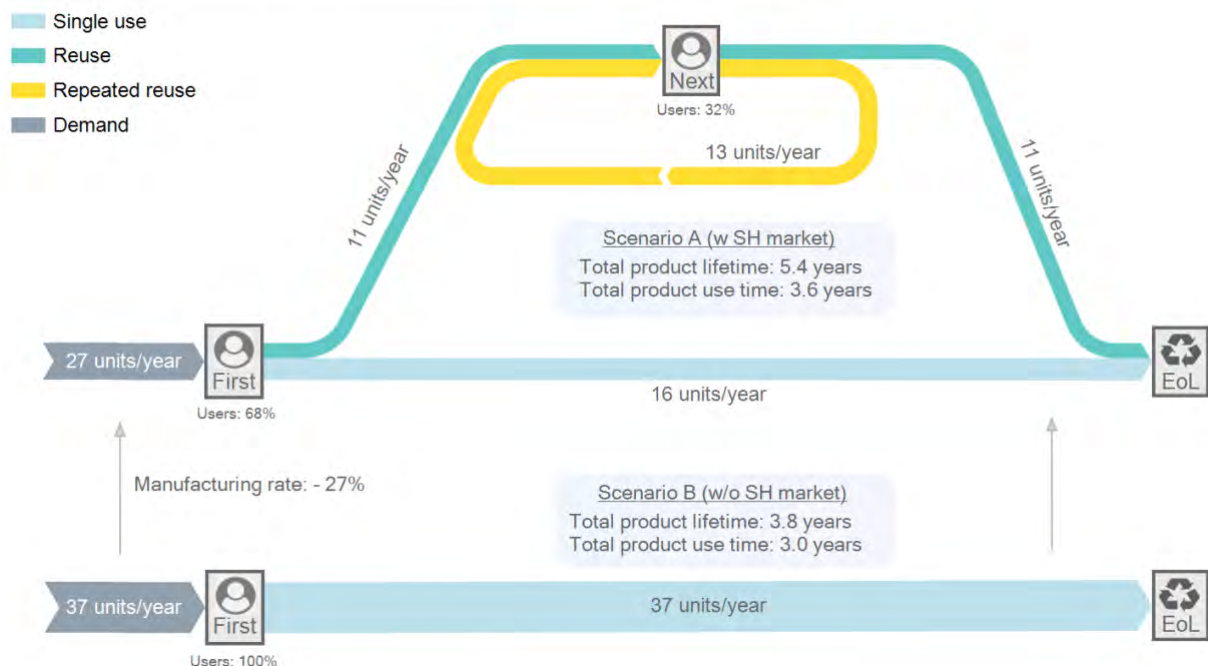 Single use
Reuse
Repeated reuse
Demand
Next
Users: 32%
13 units/year
11 units/year
11 units/year
Scenario A (w SH market)
Total product lifetime: 5.4 years
Total product use time: 3.6 years
27 units/year
First
Users: 68%
16 units/year
EoL
Manufacturing rate: - 27%
Scenario B (w/o SH market)
Total product lifetime: 3.8 years
Total product use time: 3.0 years
37 units/year
First
Users: 100%
37 units/year
EoL